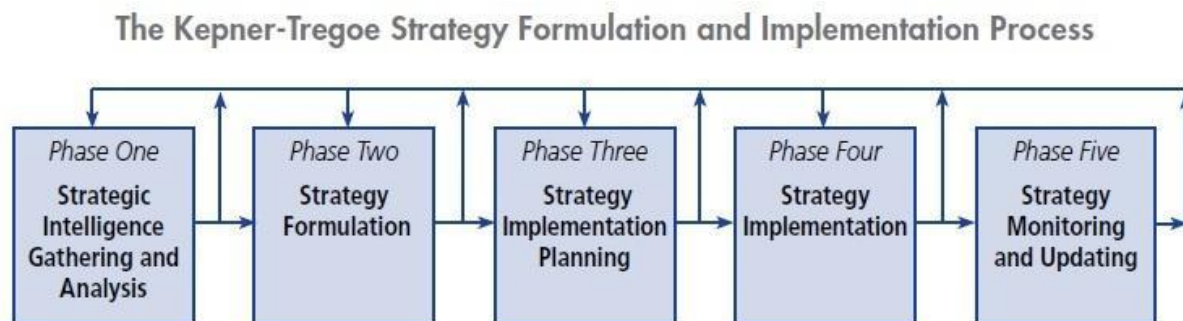 The Kepner-Tregoe Strategy Formulation and Implementation Process
Phase One
Strategic
Intelligence
Gathering and
Analysis
Phase Two
Strategy
Formulation
Phase Three
Strategy
Implementation
Planning
Phase Four
Strategy
Implementation
Phase Five
Strategy
Monitoring
and Updating